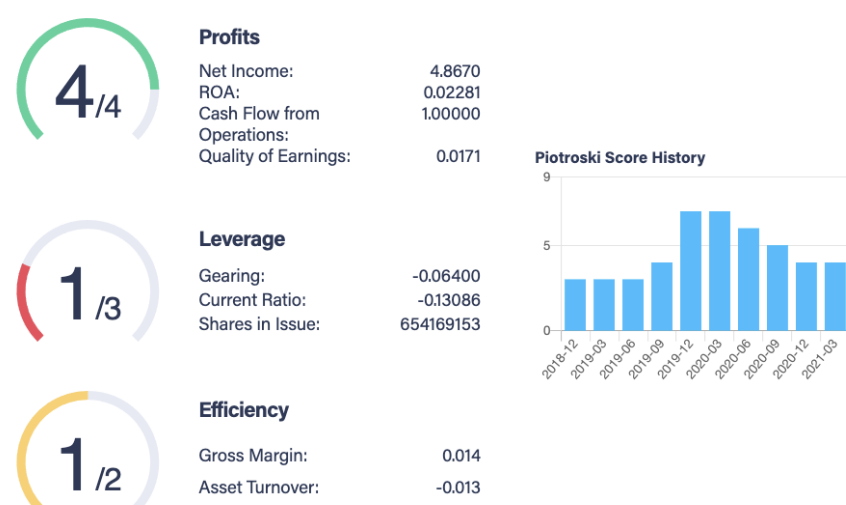 4/4
Profits
Net Income: 4.8670
ROA: 0.02281
Cash Flow from 1.00000
Operations:
Quality of Earnings: 0.0171
1/3
Leverage
Gearing: -0.06400
Current Ratio: -0.13086
Shares in Issue: 654169153
1/2
Efficiency
Gross Margin: 0.014
Asset Turnover: -0.013
Piotroski Score History
9
5
0
2018-12 2019-03 2019-06 2019-09 2019-12 2020-03 2020-06 2020-09 2020-12 2021-03